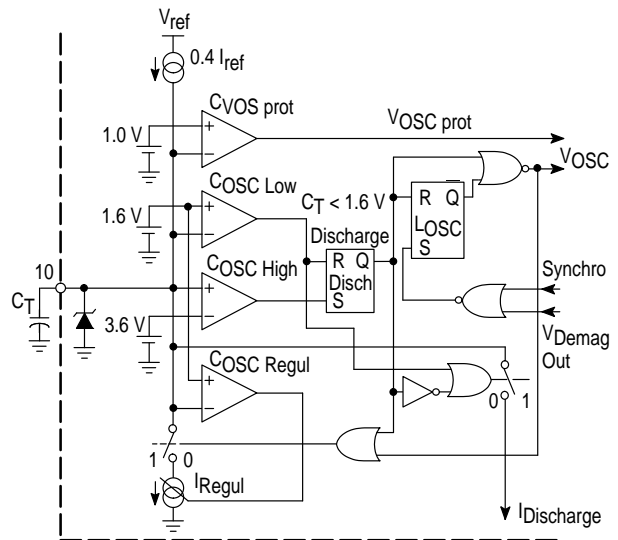 Vref
0.4 Iref
CVOS prot
1.0 V
VOSC prot
VOSC
COSC Low
1.6 V
CT < 1.6 V
R Q
LOSC
S
Discharge
R Q
Disch
S
10
CT
COSC High
3.6 V
Synchro
VDemag
Out
COSC Regul
0 1
1 0
IRegul
IDischarge